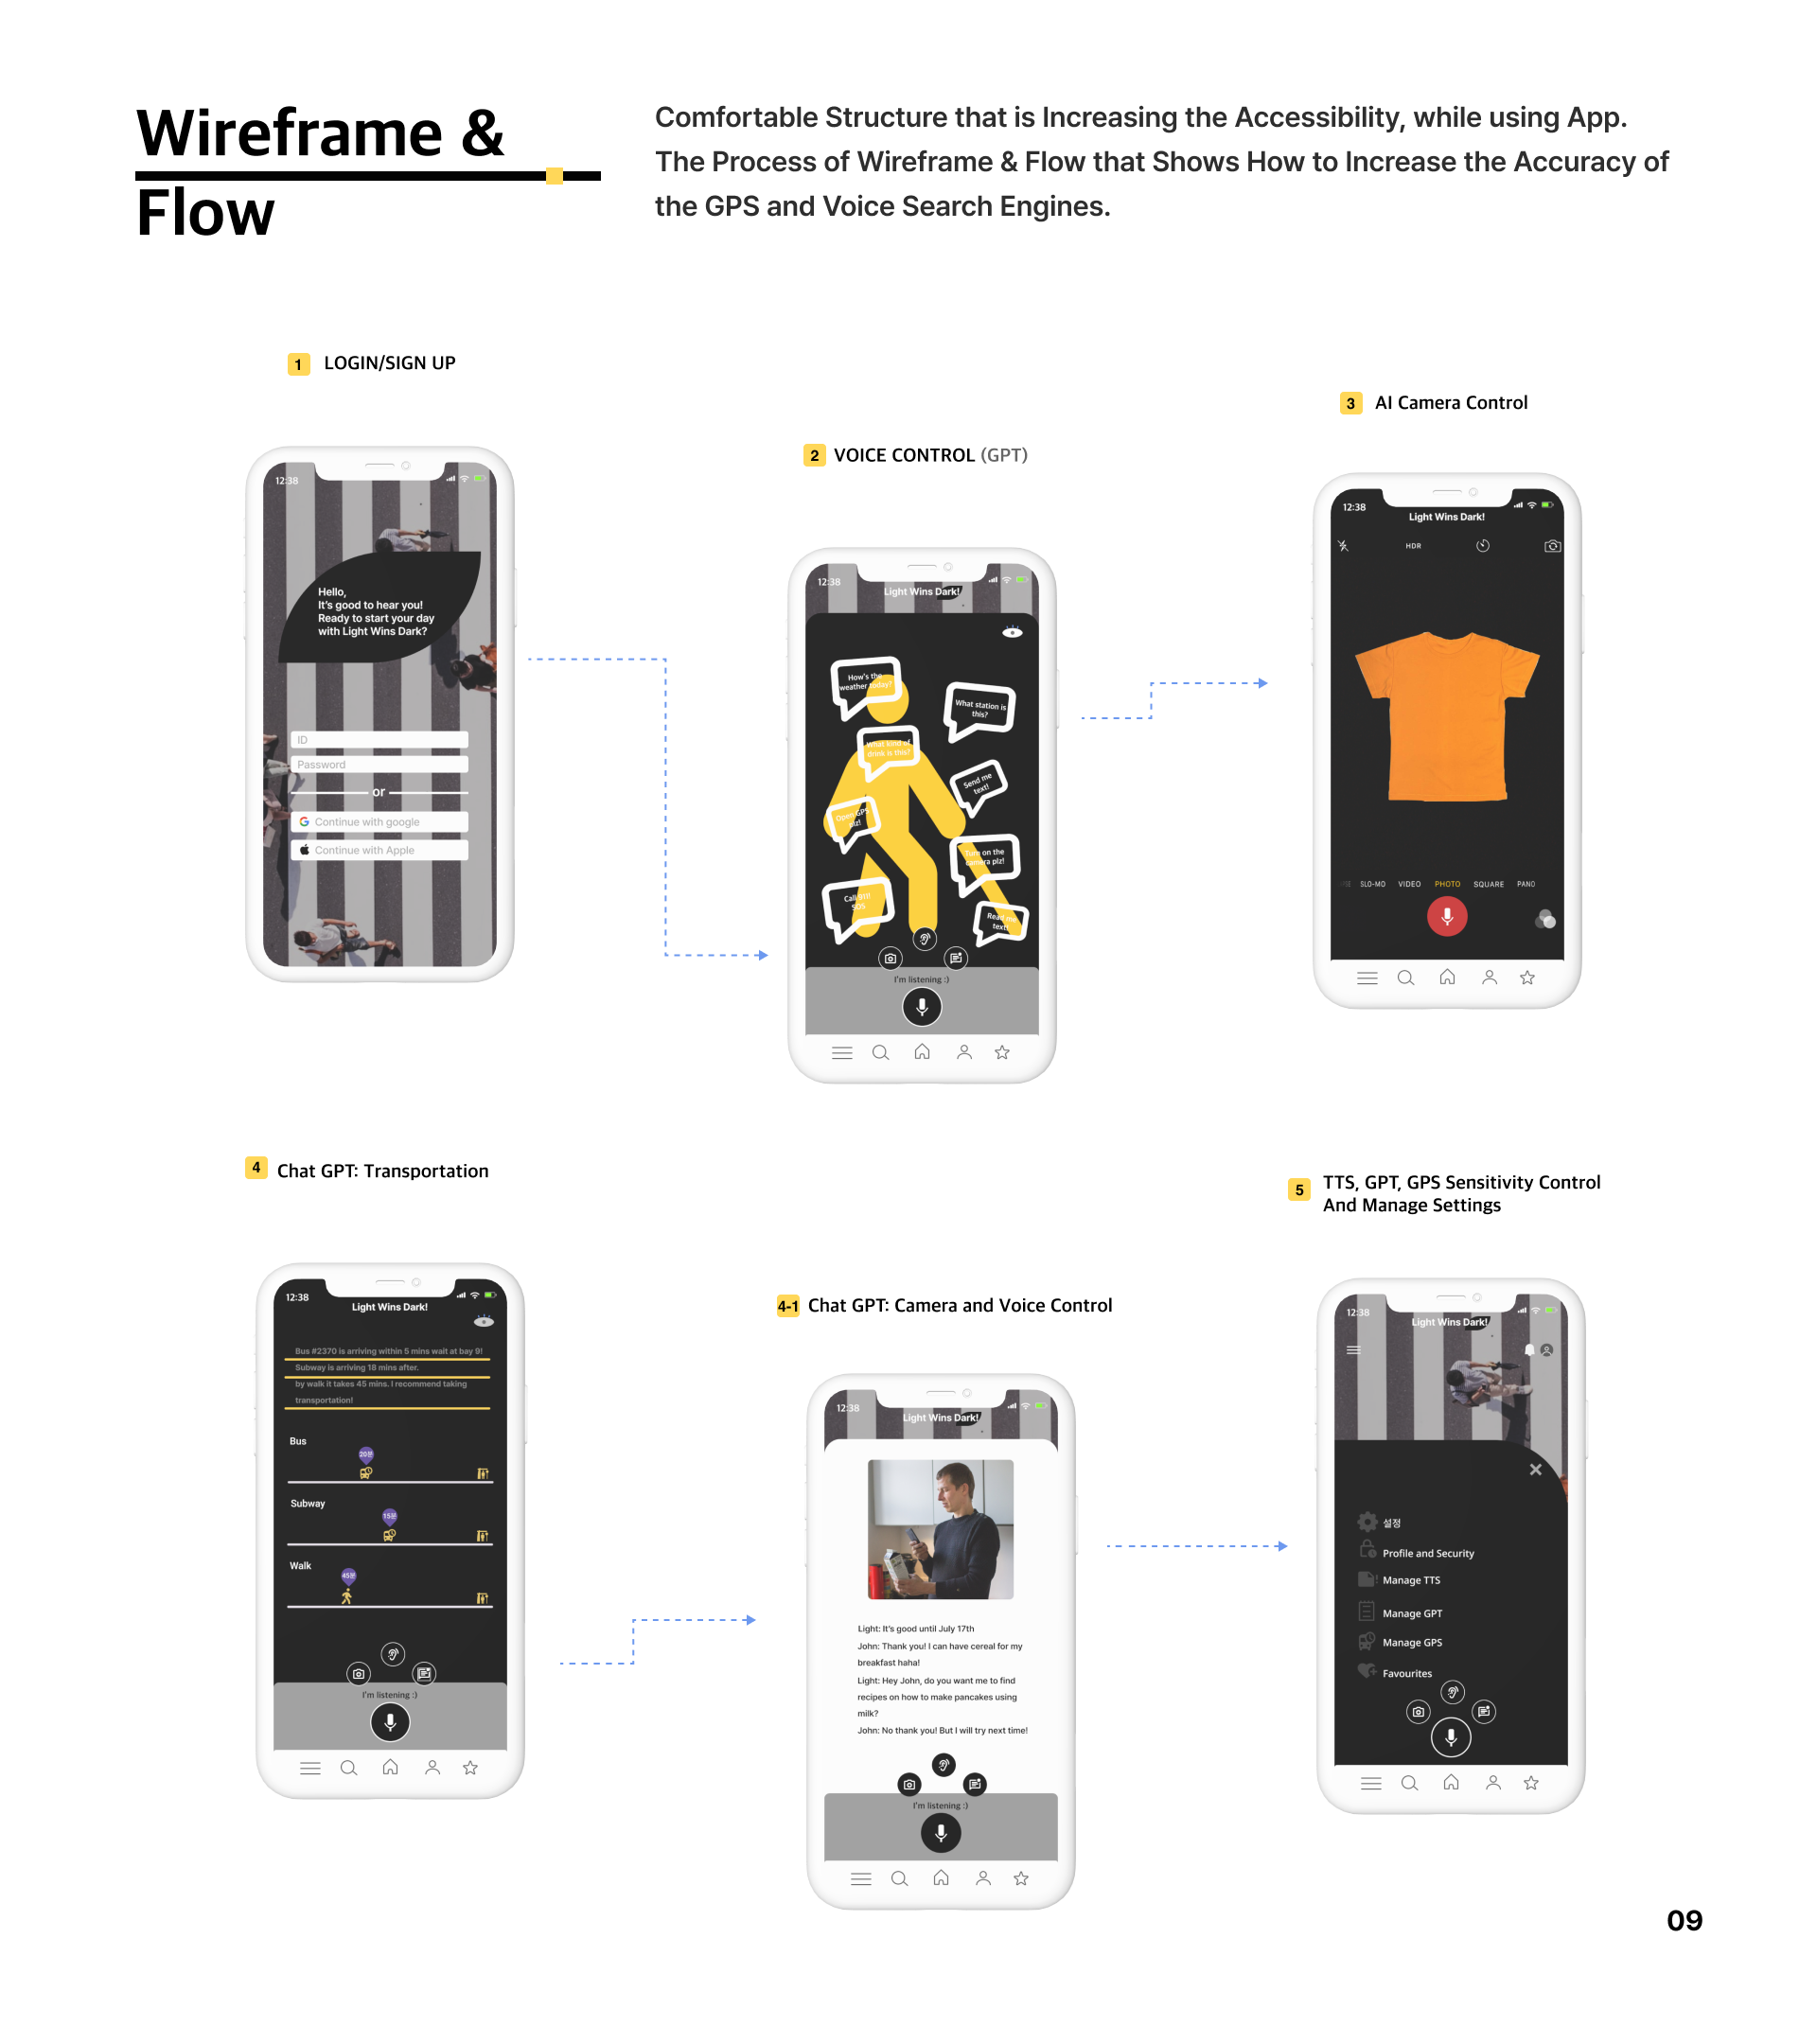 Wireframe &
Flow
Comfortable Structure that is Increasing the Accessibility, while using App.
The Process of Wireframe & Flow that Shows How to Increase the Accuracy of
the GPS and Voice Search Engines.
1 LOGIN/SIGN UP
12:38
Hello,
It's good to hear you!
Ready to start your day
with Light Wins Dark?
ID
Password
or
Continue with google
Continue with Apple
2 VOICE CONTROL (GPT)
12:38
Light Wins Dark!
How's the
weather today?
What station is
this?
What kind of
drink is this?
Send me
text!
Open GPS
plz!
Turn on the
camera plz!
Call 911!
SOS
Read me
text!
I'm listening :)
3 AI Camera Control
12:38
Light Wins Dark!
HDR
SLO-MO VIDEO PHOTO SQUARE PANO
4 Chat GPT: Transportation
12:38
Light Wins Dark!
Bus #2370 is arriving within 5 mins wait at bay 9!
Subway is arriving 18 mins after.
by walk it takes 45 mins. I recommend taking
transportation!
Bus
20분
Subway
15분
Walk
45분
I'm listening :)
4-1 Chat GPT: Camera and Voice Control
12:38
Light Wins Dark!
Light: It's good until July 17th
John: Thank you! I can have cereal for my
breakfast haha!
Light: Hey John, do you want me to find
recipes on how to make pancakes using
milk?
John: No thank you! But I will try next time!
I'm listening :)
5 TTS, GPT, GPS Sensitivity Control
And Manage Settings
12:38
Light Wins Dark!
설정
Profile and Security
Manage TTS
Manage GPT
Manage GPS
Favourites
09